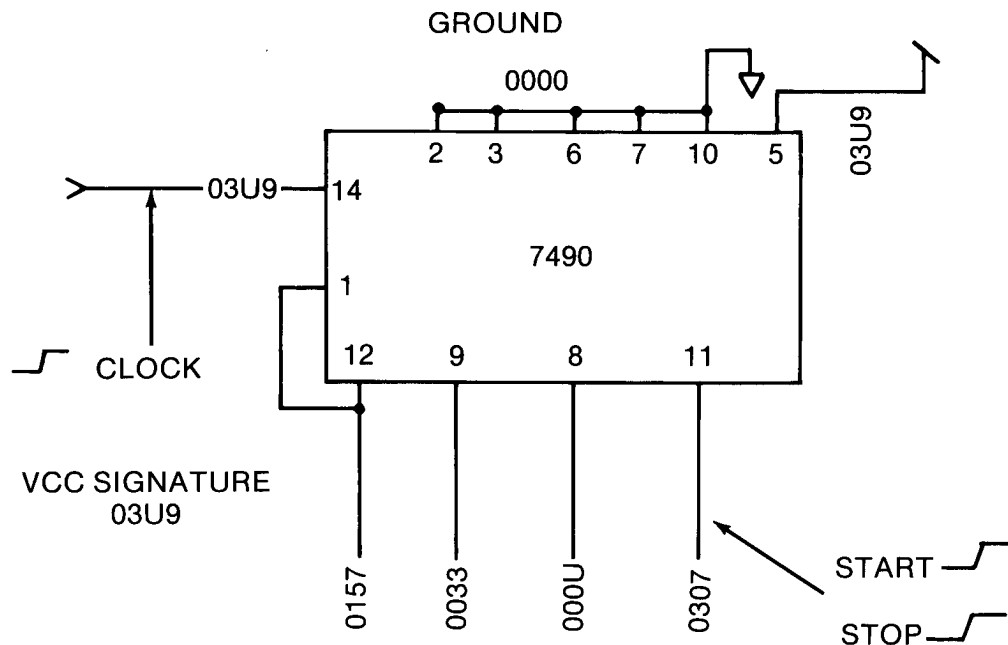 GROUND
0000
2 3 6 7 10 5
03U9
03U9 14
7490
1
12 9 8 11
CLOCK
VCC SIGNATURE
03U9
0157
0033
000U
0307
START
STOP